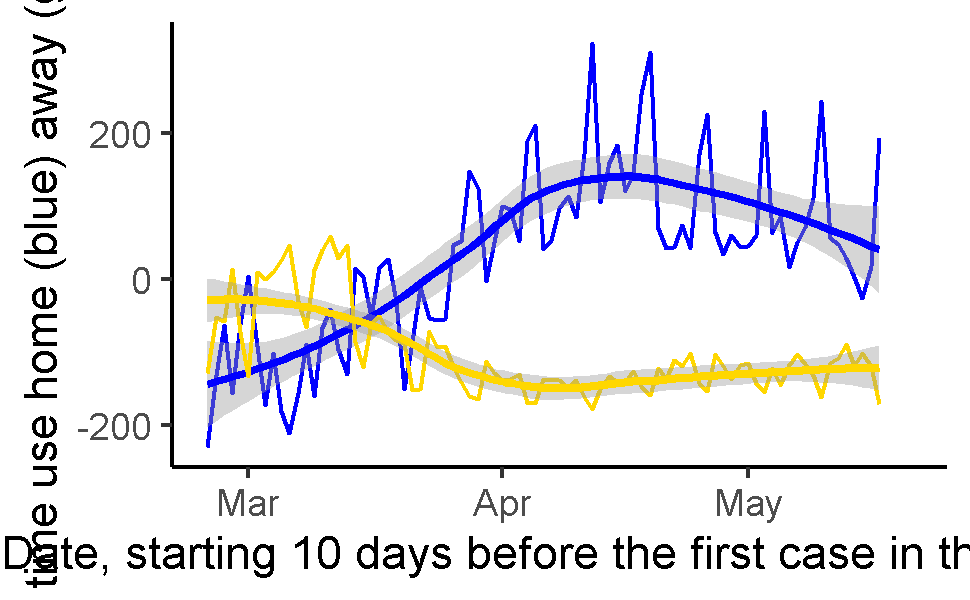 time use home (blue) away (
200
0
-200
Mar
Apr
May
Date, starting 10 days before the first case in th